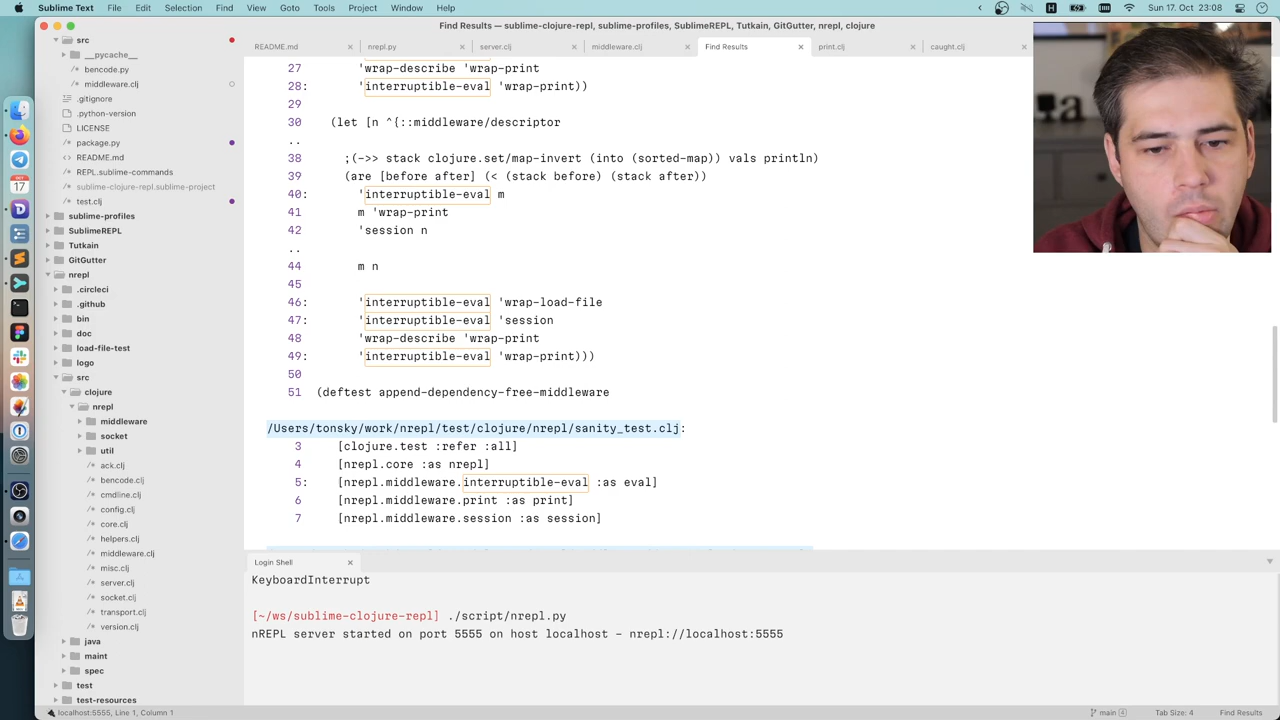 Sublime Text File Edit Selection Find View Goto Tools Project Window Help Sun 17. Oct 23:08
Find Results — sublime-clojure-repl, sublime-profiles, SublimeREPL, Tutkain, GitGutter, nrepl, clojure
README.md × nrepl.py × server.clj × middleware.clj × Find Results × print.clj × caught.clj ×
src
__pycache__
bencode.py
middleware.clj
.gitignore
.python-version
LICENSE
package.py
README.md
REPL.sublime-commands
sublime-clojure-repl.sublime-project
test.clj
sublime-profiles
SublimeREPL
Tutkain
GitGutter
nrepl
.circleci
.github
bin
doc
load-file-test
logo
src
clojure
nrepl
middleware
socket
util
ack.clj
bencode.clj
cmdline.clj
config.clj
core.clj
helpers.clj
middleware.clj
misc.clj
server.clj
socket.clj
transport.clj
version.clj
java
maint
spec
test
test-resources
27 'wrap-describe 'wrap-print
28: 'interruptible-eval 'wrap-print))
29
30 (let [n ^{::middleware/descriptor
..
38 ;(->> stack clojure.set/map-invert (into (sorted-map)) vals println)
39 (are [before after] (< (stack before) (stack after))
40: 'interruptible-eval m
41 m 'wrap-print
42 'session n
..
44 m n
45
46: 'interruptible-eval 'wrap-load-file
47: 'interruptible-eval 'session
48 'wrap-describe 'wrap-print
49: 'interruptible-eval 'wrap-print)))
50
51 (deftest append-dependency-free-middleware
/Users/tonsky/work/nrepl/test/clojure/nrepl/sanity_test.clj:
3 [clojure.test :refer :all]
4 [nrepl.core :as nrepl]
5: [nrepl.middleware.interruptible-eval :as eval]
6 [nrepl.middleware.print :as print]
7 [nrepl.middleware.session :as session]
Login Shell ×
KeyboardInterrupt
[~/ws/sublime-clojure-repl] ./script/nrepl.py
nREPL server started on port 5555 on host localhost - nrepl://localhost:5555
localhost:5555, Line 1, Column 1 main 4 Tab Size: 4 Find Results